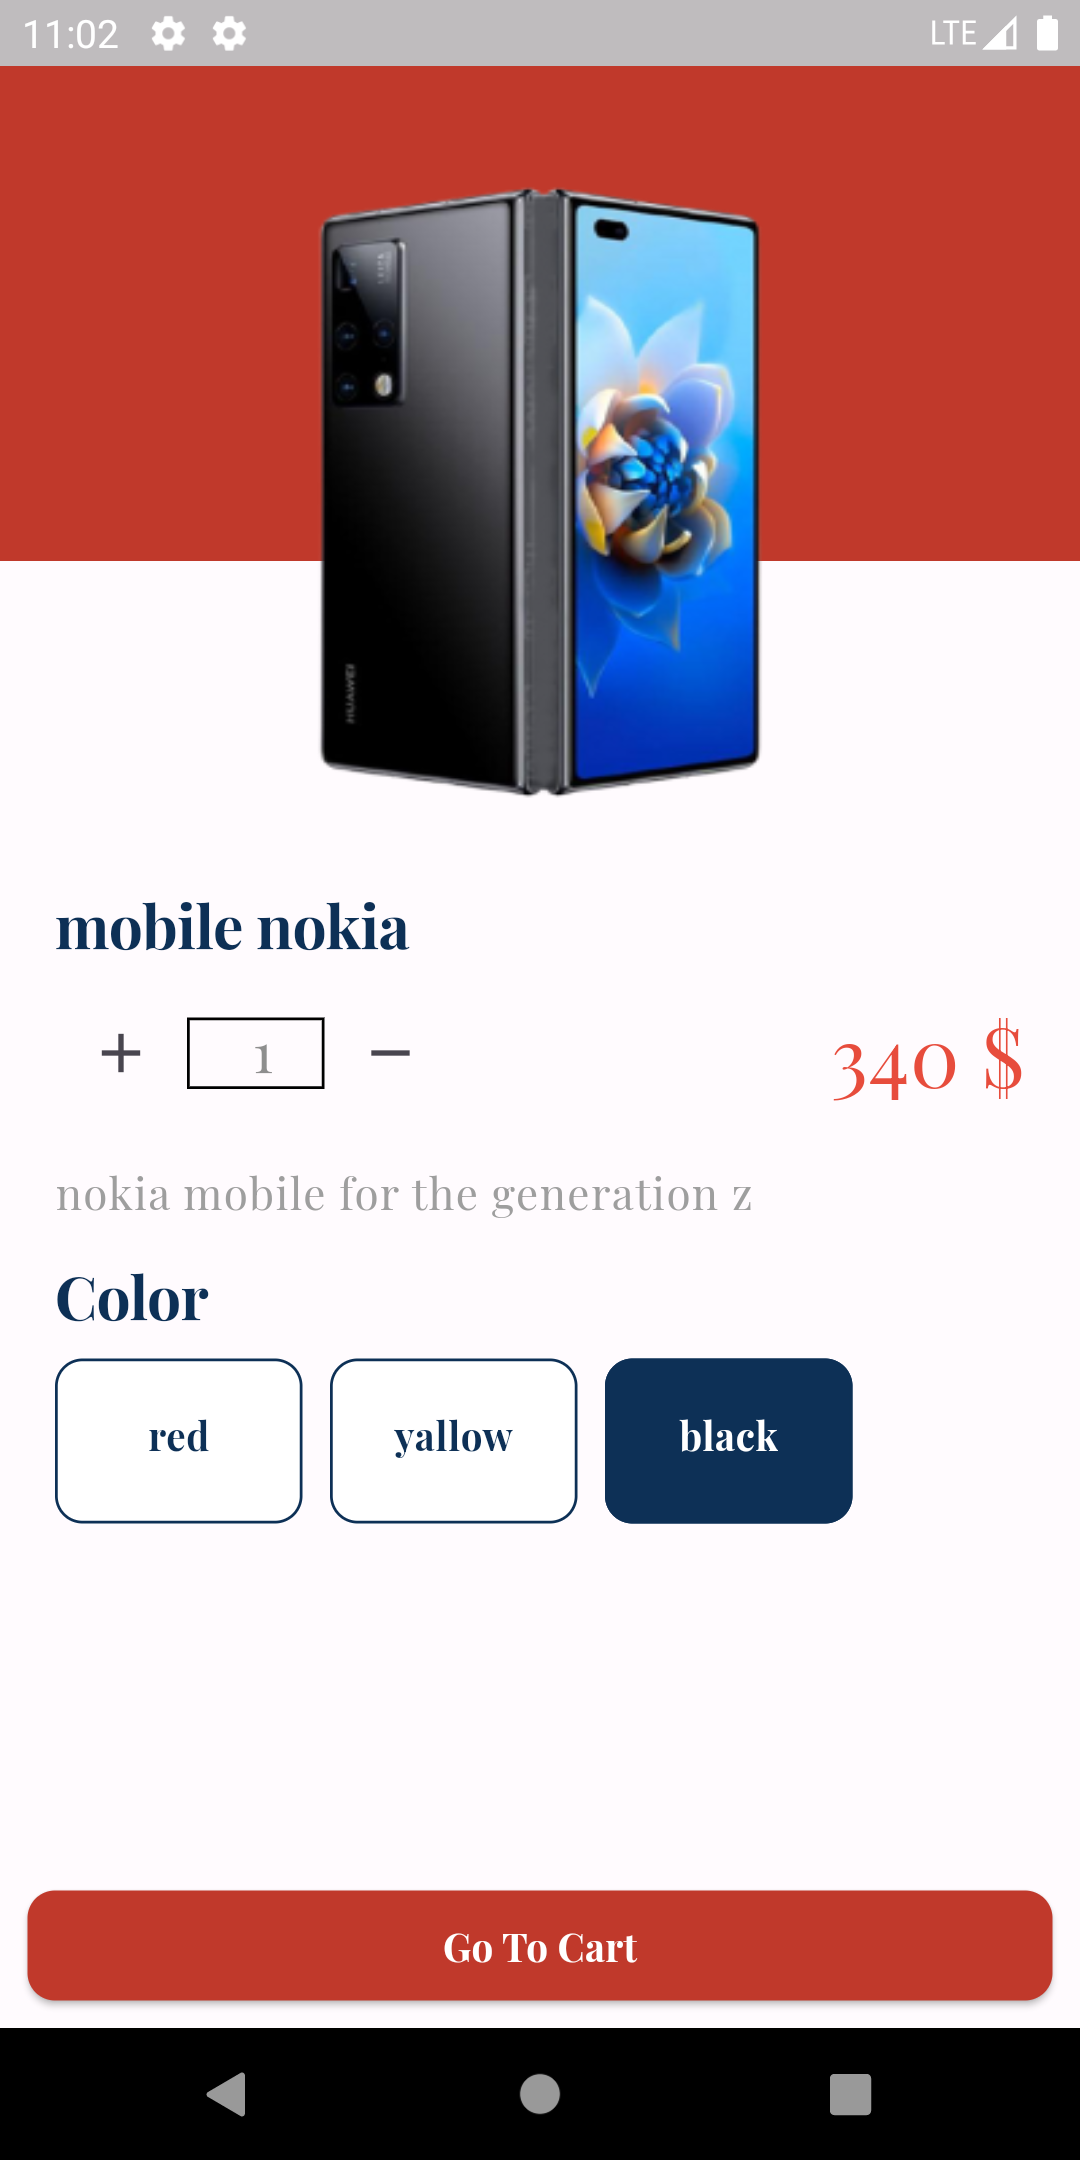 11:02
LTE
HUAWEI
mobile nokia
1
340 $
nokia mobile for the generation z
Color
red
yallow
black
Go To Cart